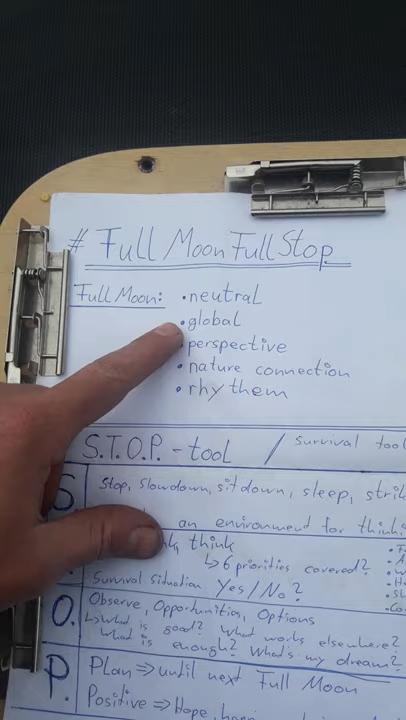 # Full Moon Full Stop
Full Moon: • neutral
• global
• perspective
• nature connection
• rhythem
S.T.O.P. - tool / survival tool
S Stop, slowdown, sitdown, sleep, strik
an environment for think
think
↳ 6 priorities covered?
Survival situation Yes/No?
O. Observe, Opportunities, Options
↳ what is good? What works elsewhere?
what is enough? What's my dream?
P. Plan ⇒ until next Full Moon
Positive ⇒ Hope,